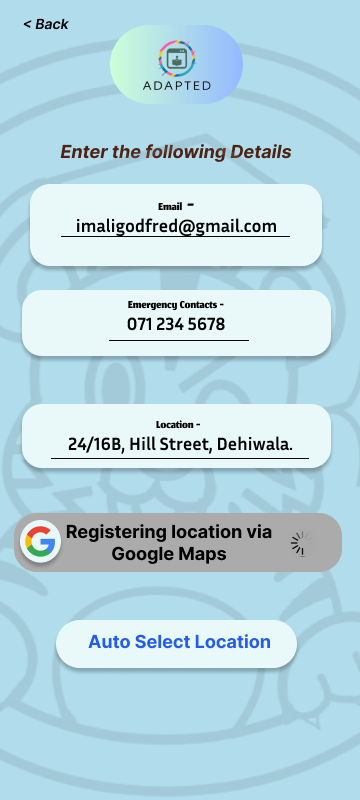 < Back
ADAPTED
Enter the following Details
Email -
imaligodfred@gmail.com
Emergency Contacts -
071 234 5678
Location -
24/16B, Hill Street, Dehiwala.
Registering location via
Google Maps
Auto Select Location